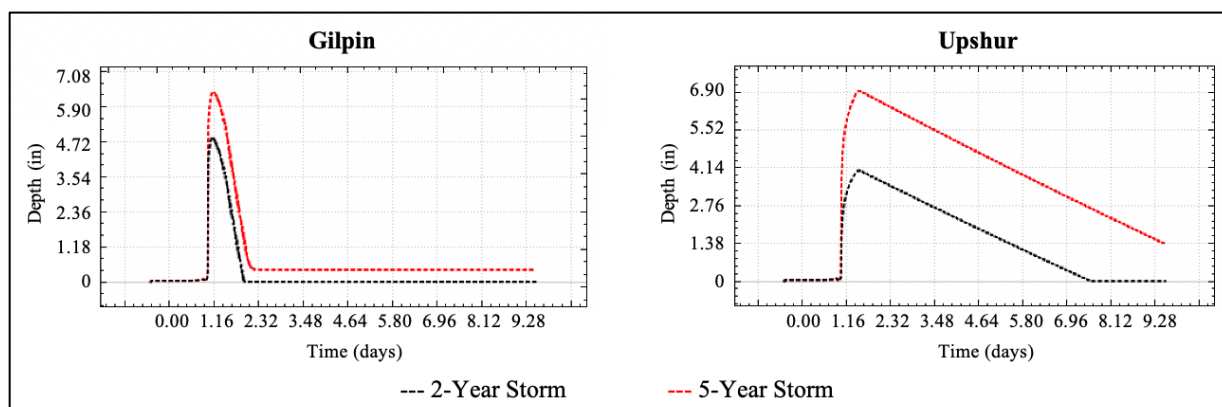 Gilpin
7.08
5.90
4.72
3.54
2.36
1.18
0
Depth (in)
0.00 1.16 2.32 3.48 4.64 5.80 6.96 8.12 9.28
Time (days)
Upshur
6.90
5.52
4.14
2.76
1.38
0
Depth (in)
0.00 1.16 2.32 3.48 4.64 5.80 6.96 8.12 9.28
Time (days)
2-Year Storm
5-Year Storm